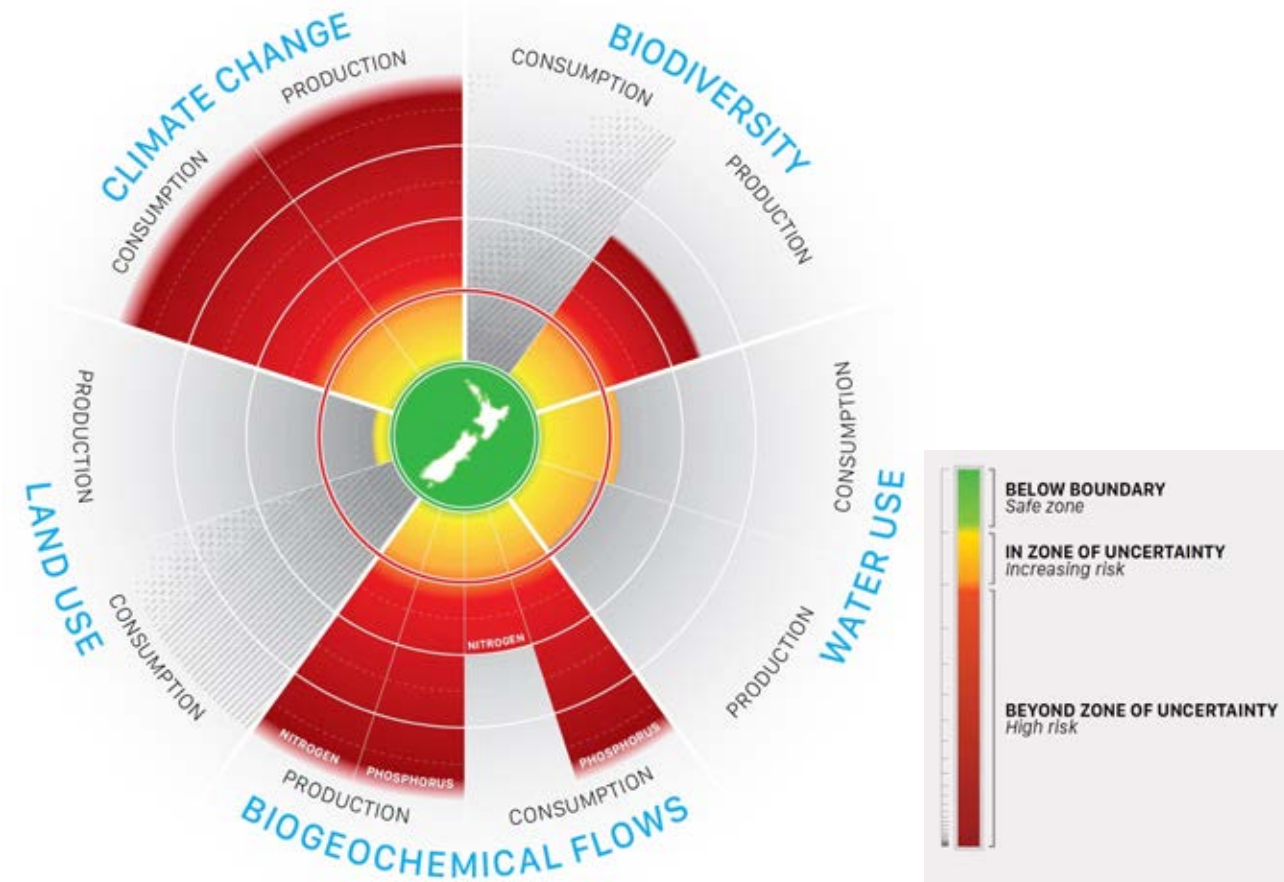 CLIMATE CHANGE
PRODUCTION
CONSUMPTION
BIODIVERSITY
CONSUMPTION
PRODUCTION
WATER USE
CONSUMPTION
PRODUCTION
BIOGEOCHEMICAL FLOWS
CONSUMPTION
NITROGEN
PHOSPHORUS
PRODUCTION
NITROGEN
PHOSPHORUS
LAND USE
PRODUCTION
CONSUMPTION
BELOW BOUNDARY
Safe zone
IN ZONE OF UNCERTAINTY
Increasing risk
BEYOND ZONE OF UNCERTAINTY
High risk